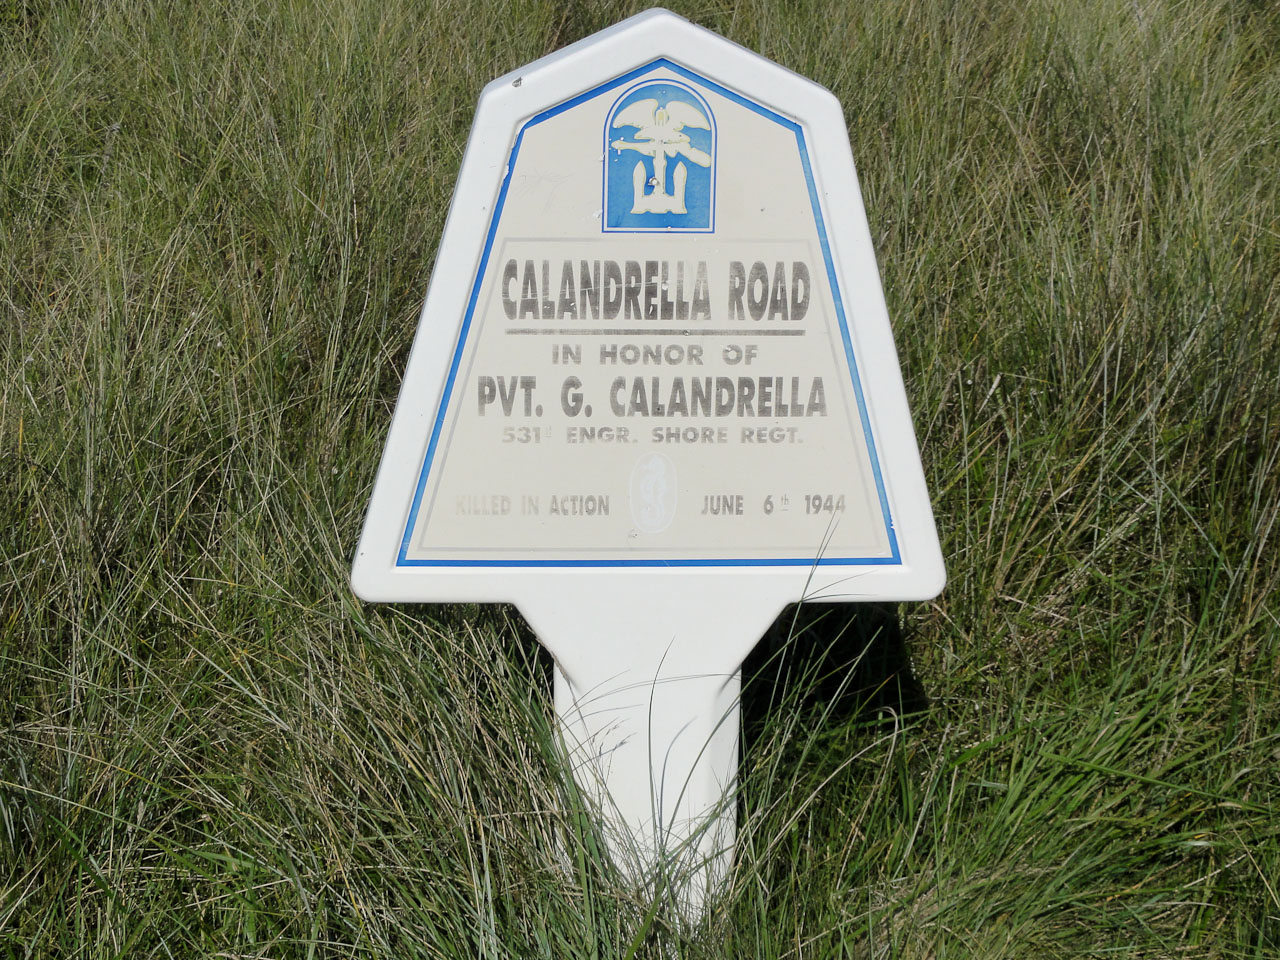 CALANDRELLA ROAD
IN HONOR OF
PVT. G. CALANDRELLA
531st ENGR. SHORE REGT.
KILLED IN ACTION JUNE 6th 1944